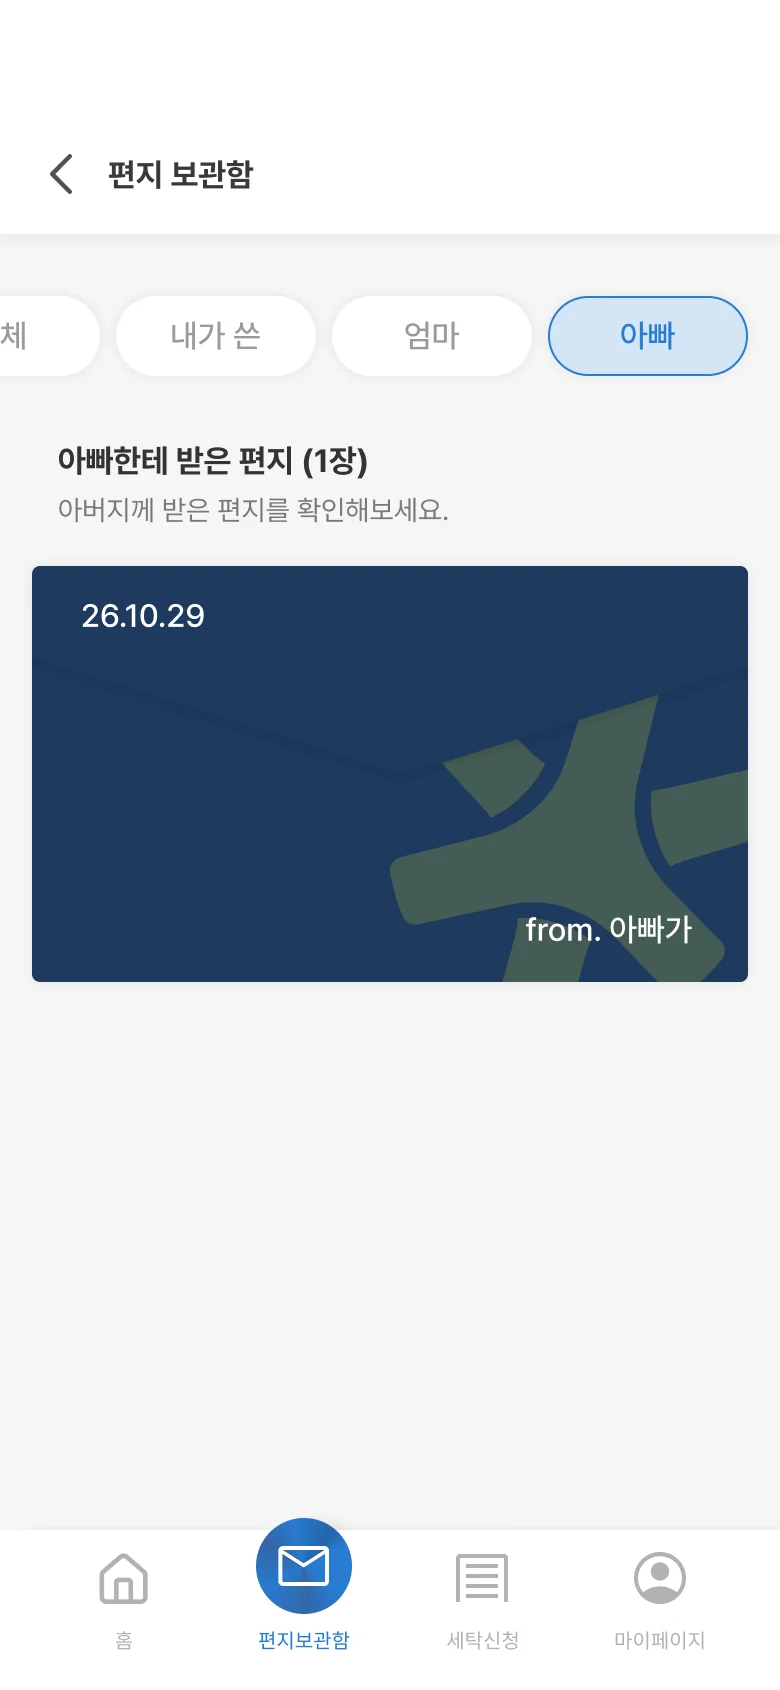 편지 보관함
체
내가 쓴
엄마
아빠
아빠한테 받은 편지 (1장)
아버지께 받은 편지를 확인해보세요.
26.10.29
from. 아빠가
홈
편지보관함
세탁신청
마이페이지